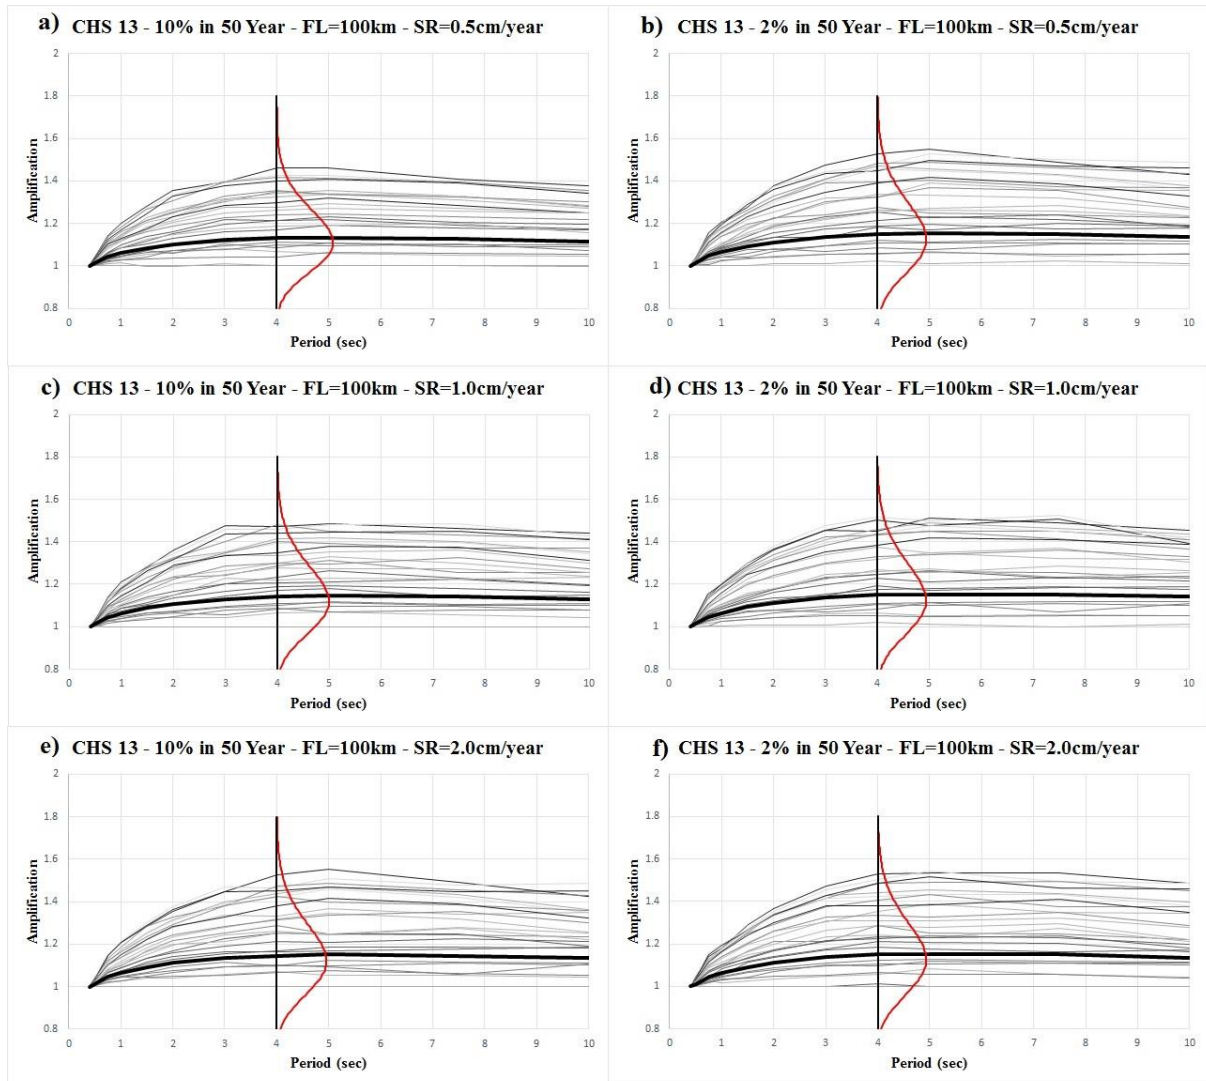 a) CHS 13 - 10% in 50 Year - FL=100km - SR=0.5cm/year
2
1.8
1.6
1.4
1.2
1
0.8
Amplification
0 1 2 3 4 5 6 7 8 9 10
Period (sec)
b) CHS 13 - 2% in 50 Year - FL=100km - SR=0.5cm/year
2
1.8
1.6
1.4
1.2
1
0.8
Amplification
0 1 2 3 4 5 6 7 8 9 10
Period (sec)
c) CHS 13 - 10% in 50 Year - FL=100km - SR=1.0cm/year
2
1.8
1.6
1.4
1.2
1
0.8
Amplification
0 1 2 3 4 5 6 7 8 9 10
Period (sec)
d) CHS 13 - 2% in 50 Year - FL=100km - SR=1.0cm/year
2
1.8
1.6
1.4
1.2
1
0.8
Amplification
0 1 2 3 4 5 6 7 8 9 10
Period (sec)
e) CHS 13 - 10% in 50 Year - FL=100km - SR=2.0cm/year
2
1.8
1.6
1.4
1.2
1
0.8
Amplification
0 1 2 3 4 5 6 7 8 9 10
Period (sec)
f) CHS 13 - 2% in 50 Year - FL=100km - SR=2.0cm/year
2
1.8
1.6
1.4
1.2
1
0.8
Amplification
0 1 2 3 4 5 6 7 8 9 10
Period (sec)